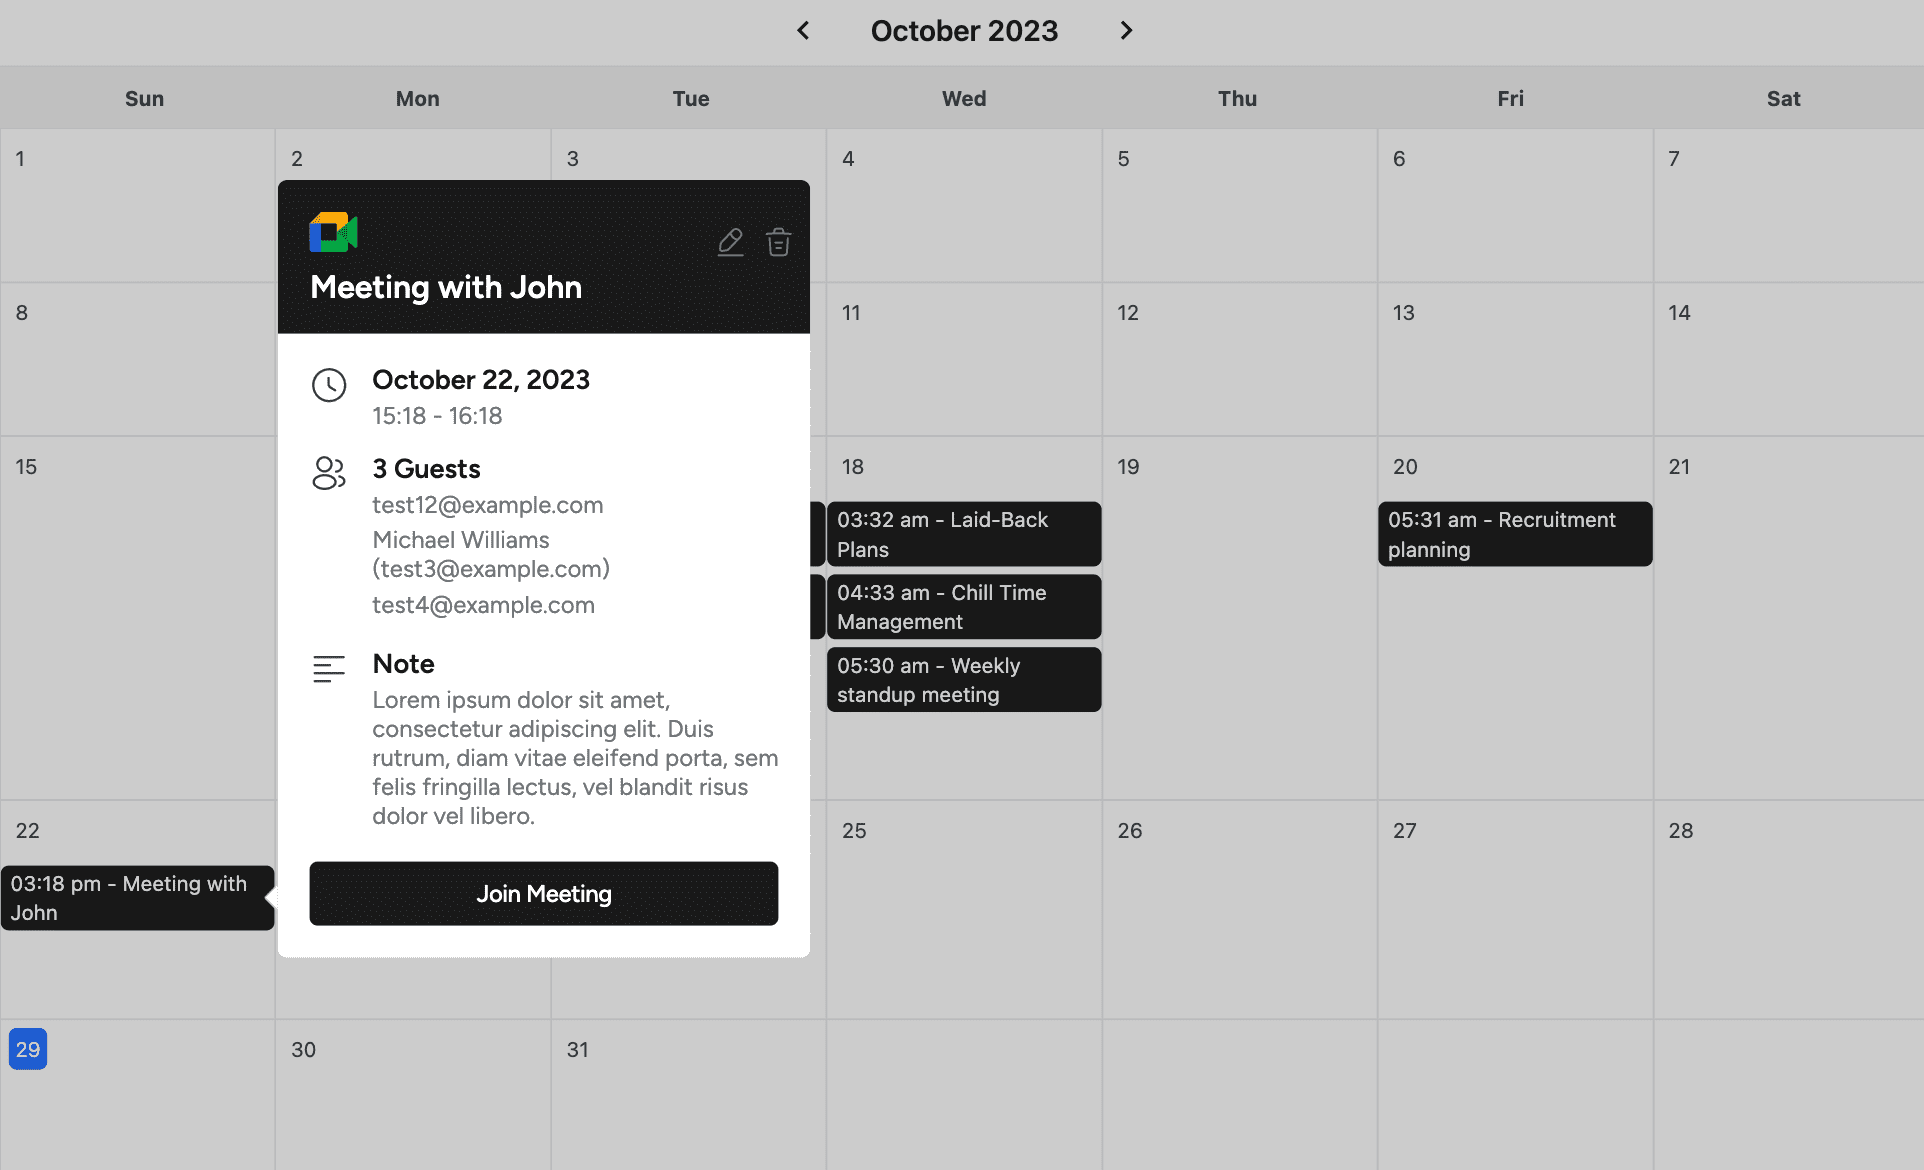 October 2023
Sun Mon Tue Wed Thu Fri Sat
1 2 3 4 5 6 7
8 11 12 13 14
15 18 19 20 21
22 25 26 27 28
29 30 31
Meeting with John
October 22, 2023
15:18 - 16:18
3 Guests
test12@example.com
Michael Williams
(test3@example.com)
test4@example.com
Note
Lorem ipsum dolor sit amet,
consectetur adipiscing elit. Duis
rutrum, diam vitae eleifend porta, sem
felis fringilla lectus, vel blandit risus
dolor vel libero.
Join Meeting
03:32 am - Laid-Back
Plans
04:33 am - Chill Time
Management
05:30 am - Weekly
standup meeting
05:31 am - Recruitment
planning
03:18 pm - Meeting with
John